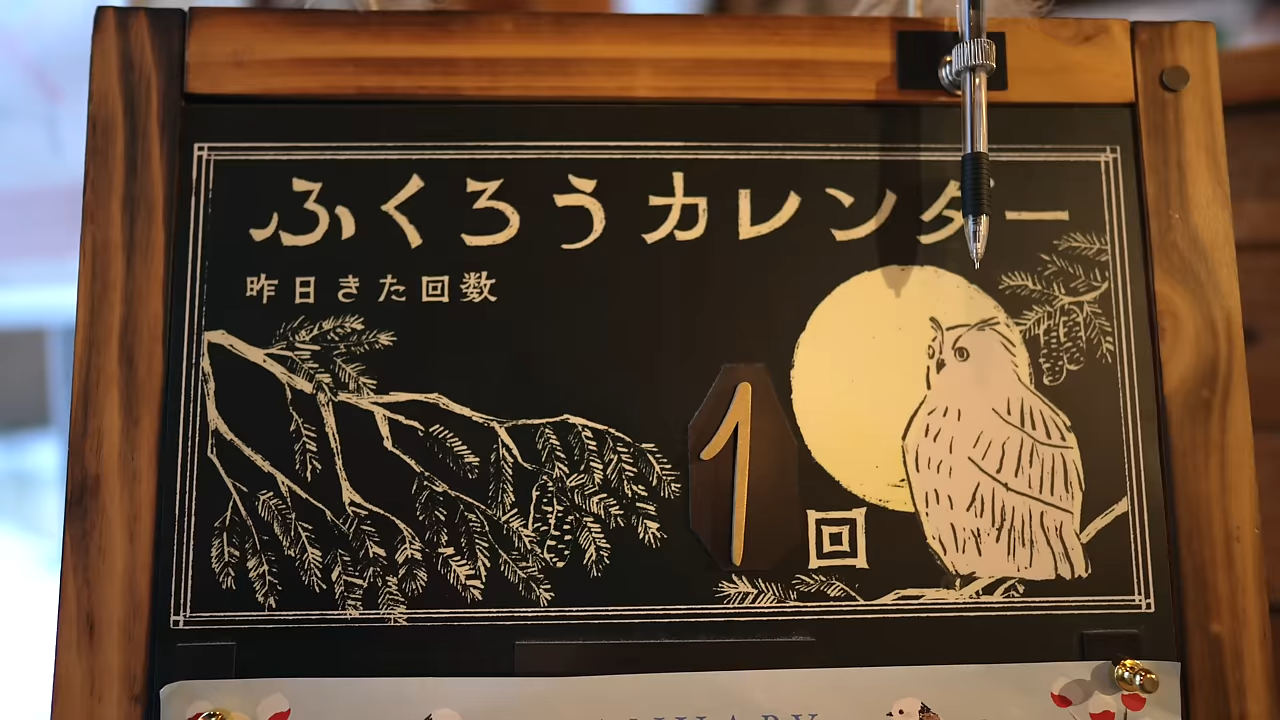 ふくろうカレンダー
昨日きた回数
1回